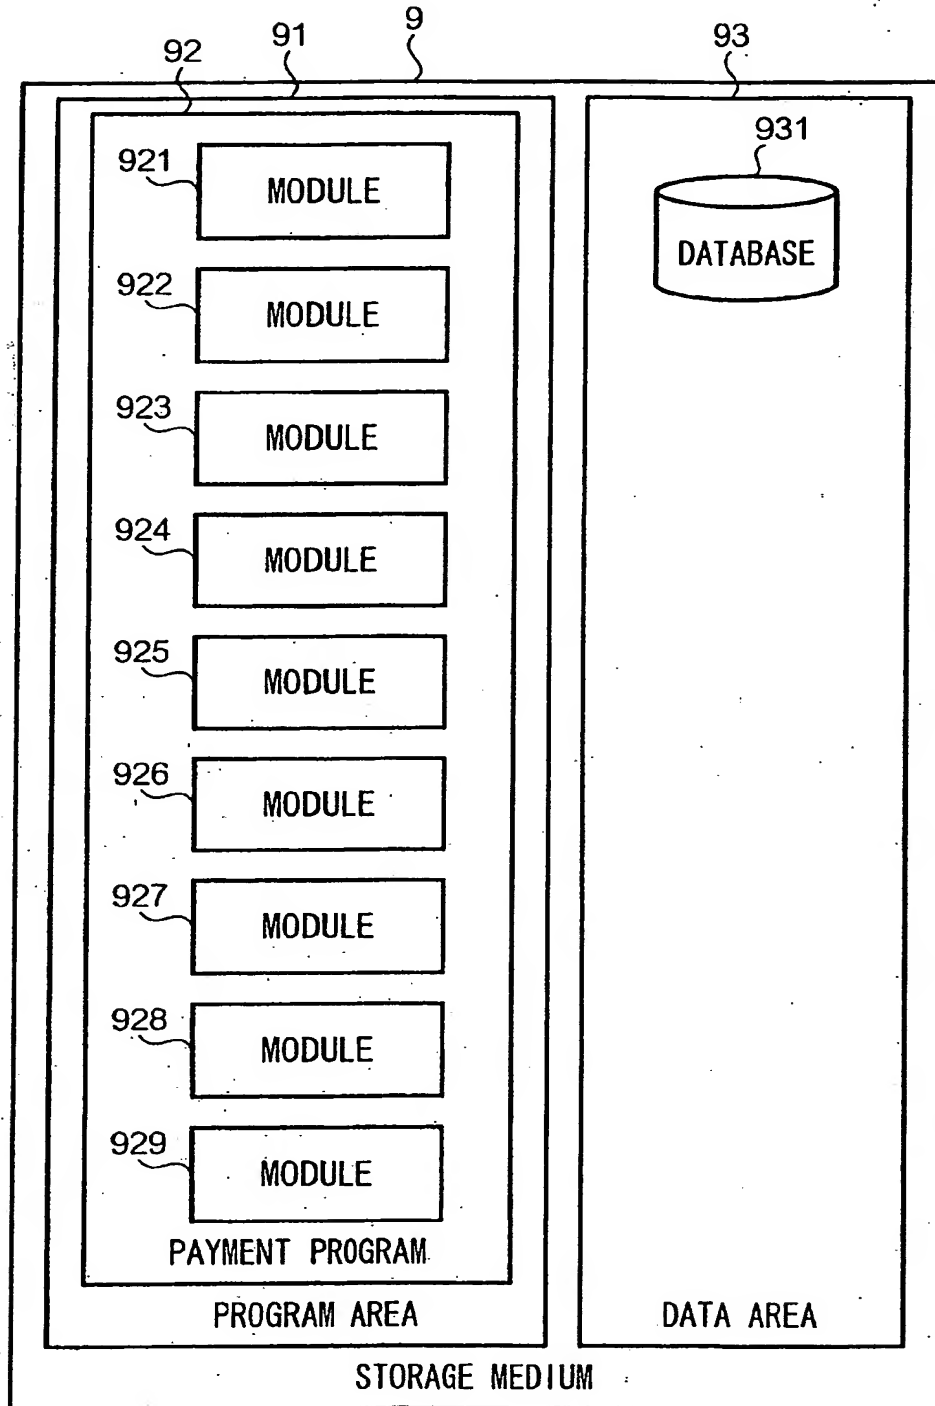 9
91
92
93
921
MODULE
931
DATABASE
922
MODULE
923
MODULE
924
MODULE
925
MODULE
926
MODULE
927
MODULE
928
MODULE
929
MODULE
PAYMENT PROGRAM
PROGRAM AREA
DATA AREA
STORAGE MEDIUM